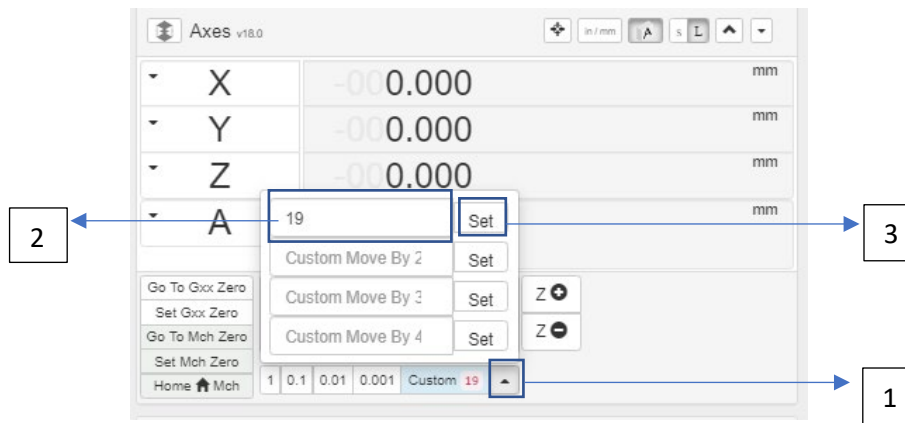 Axes v18.0 in / mm A s L
X -000.000 mm
Y -000.000 mm
Z -000.000 mm
A mm
2
19 Set
3
Custom Move By 2 Set
Custom Move By 3 Set
Custom Move By 4 Set
Go To Gxx Zero
Set Gxx Zero
Go To Mch Zero
Set Mch Zero
Home Mch
Z
Z
1 0.1 0.01 0.001 Custom 19
1